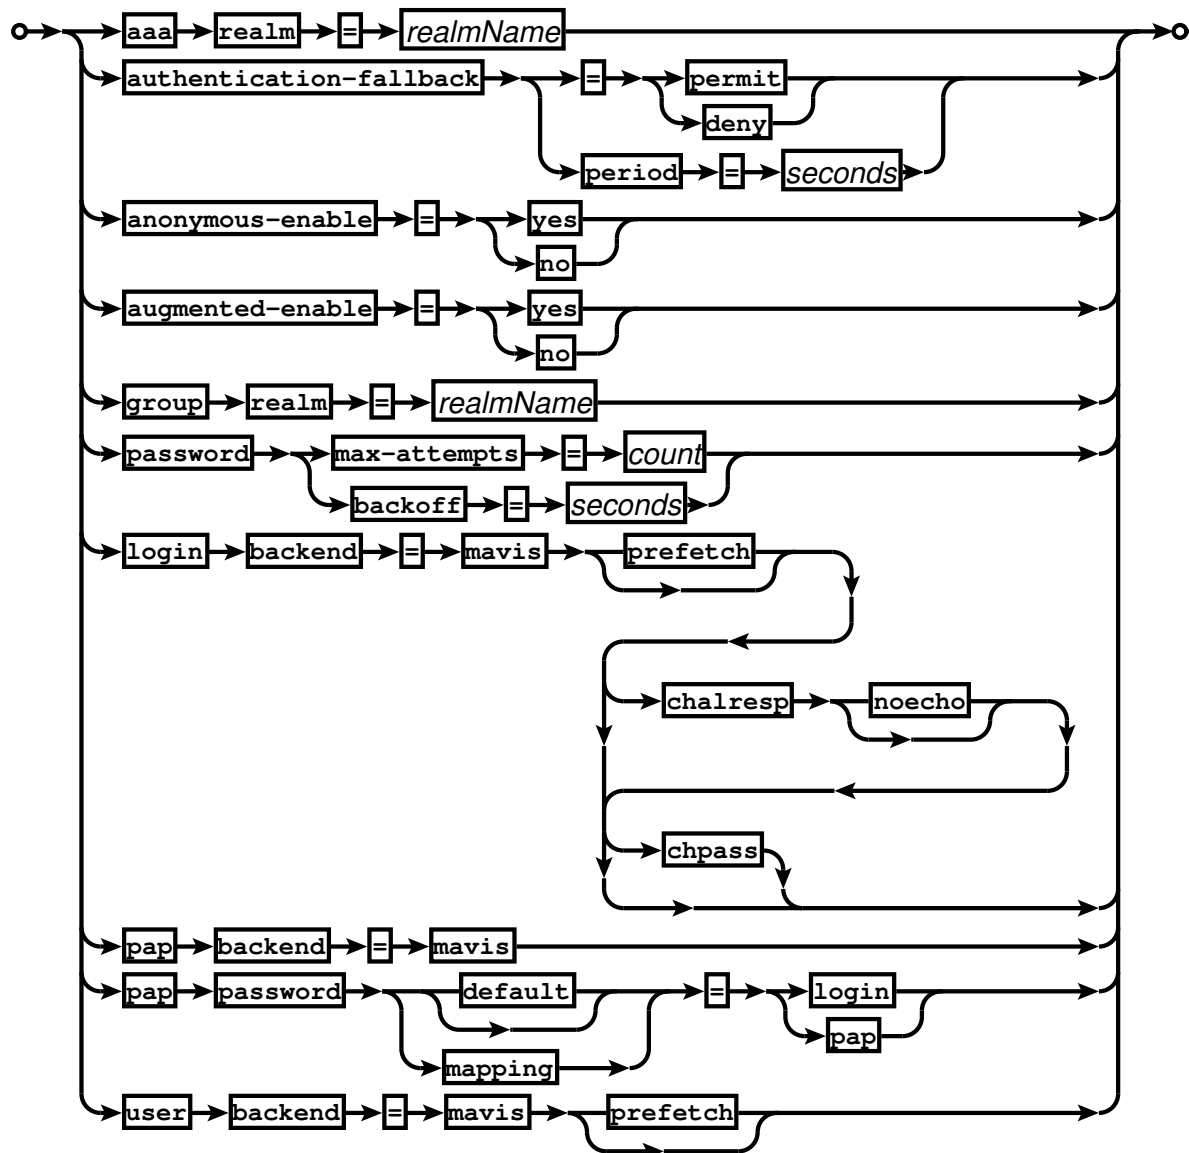 aaa realm = realmName
authentication-fallback = permit
deny
period = seconds
anonymous-enable = yes
no
augmented-enable = yes
no
group realm = realmName
password max-attempts = count
backoff = seconds
login backend = mavis prefetch
chalresp noecho
chpass
pap backend = mavis
pap password default = login
pap
mapping
user backend = mavis prefetch